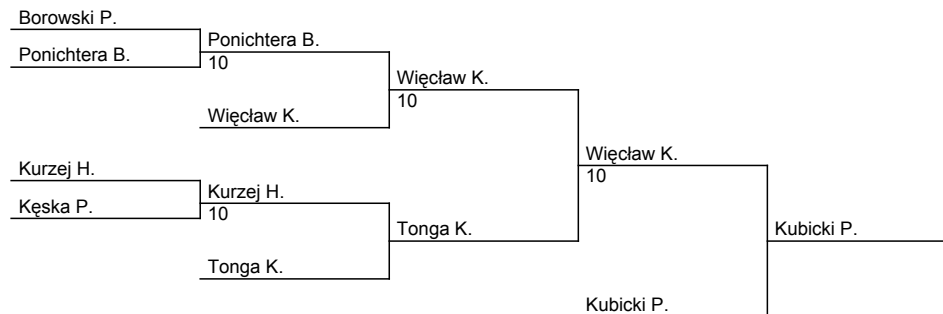 Borowski P.
Ponichtera B.
Ponichtera B.
10
Więcław K.
Więcław K.
10
Kurzej H.
Kęska P.
Kurzej H.
10
Tonga K.
Tonga K.
Więcław K.
10
Kubicki P.
Kubicki P.